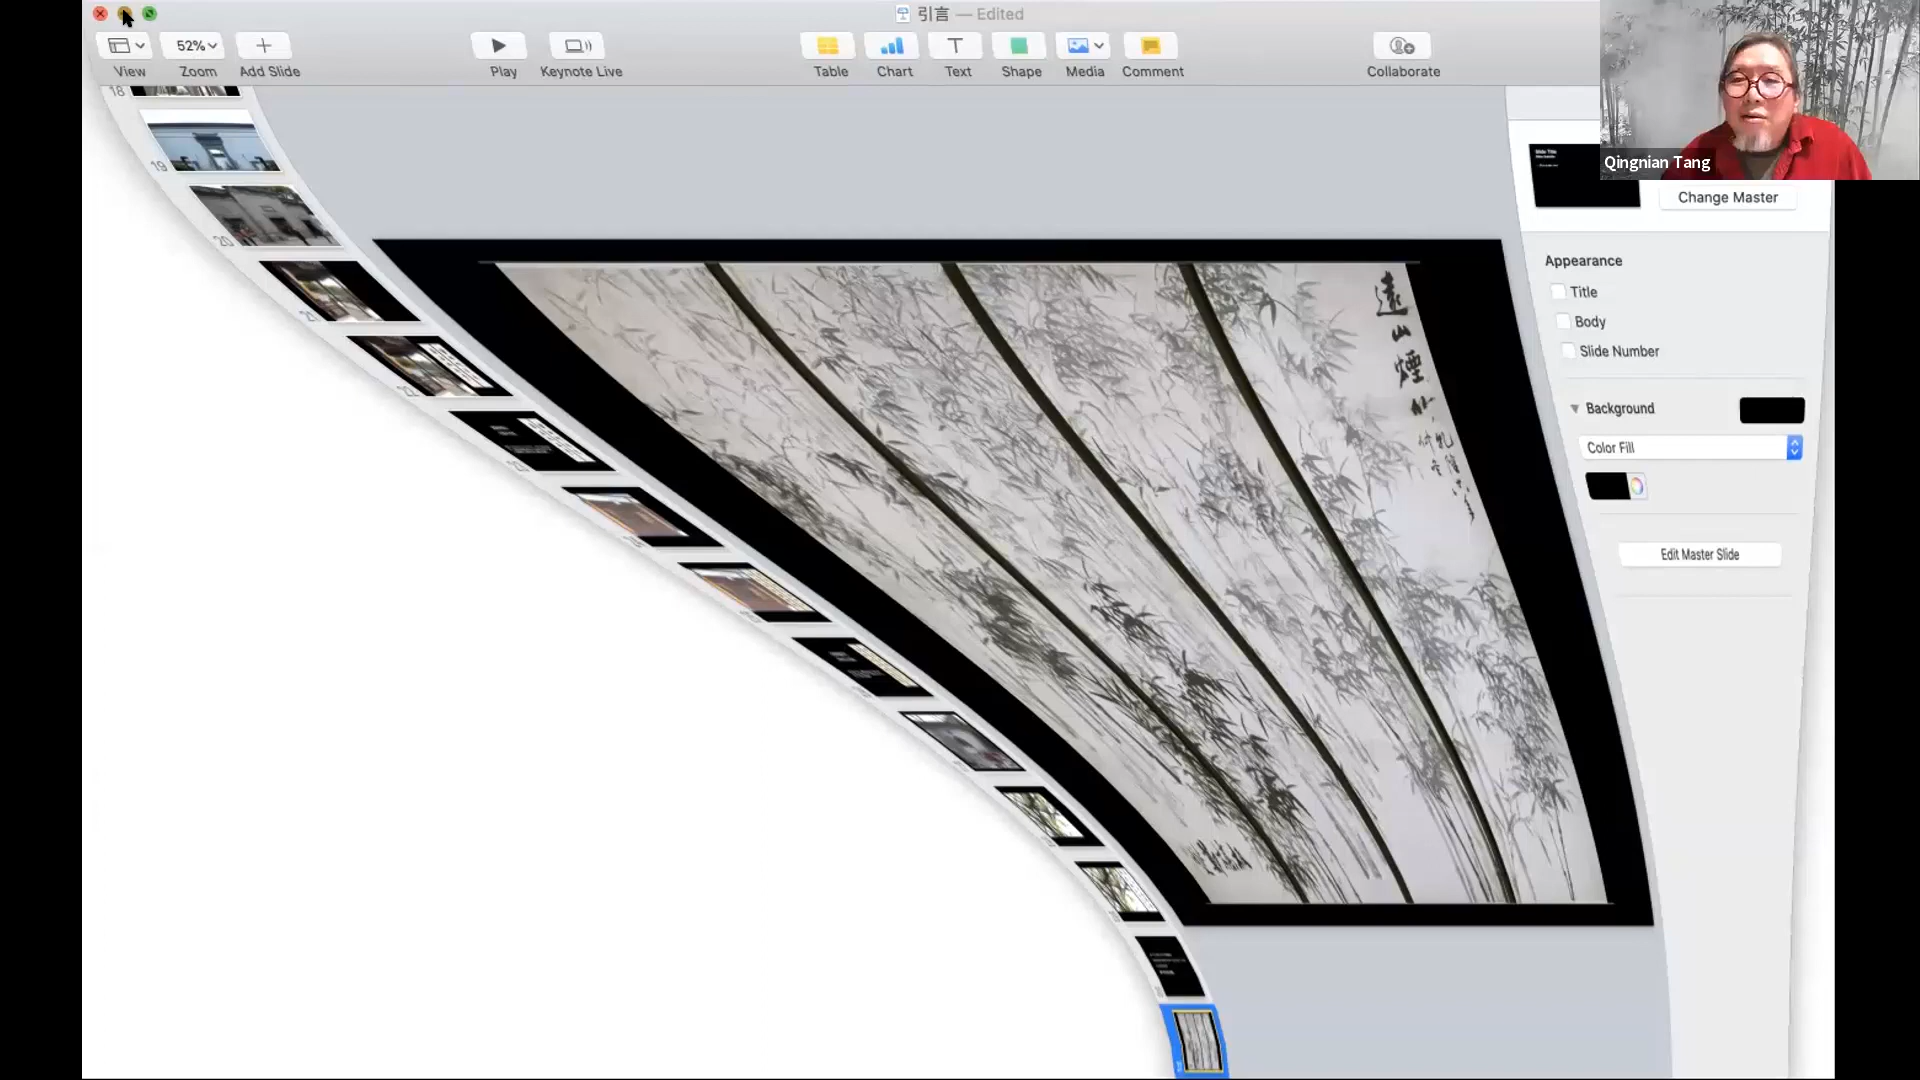 引言 — Edited
52%
View
Zoom
Add Slide
Play
Keynote Live
Table
Chart
Text
Shape
Media
Comment
Collaborate
Qingnian Tang
Change Master
Appearance
Title
Body
Slide Number
Background
Color Fill
Edit Master Slide
18
19
20
遠山煙竹